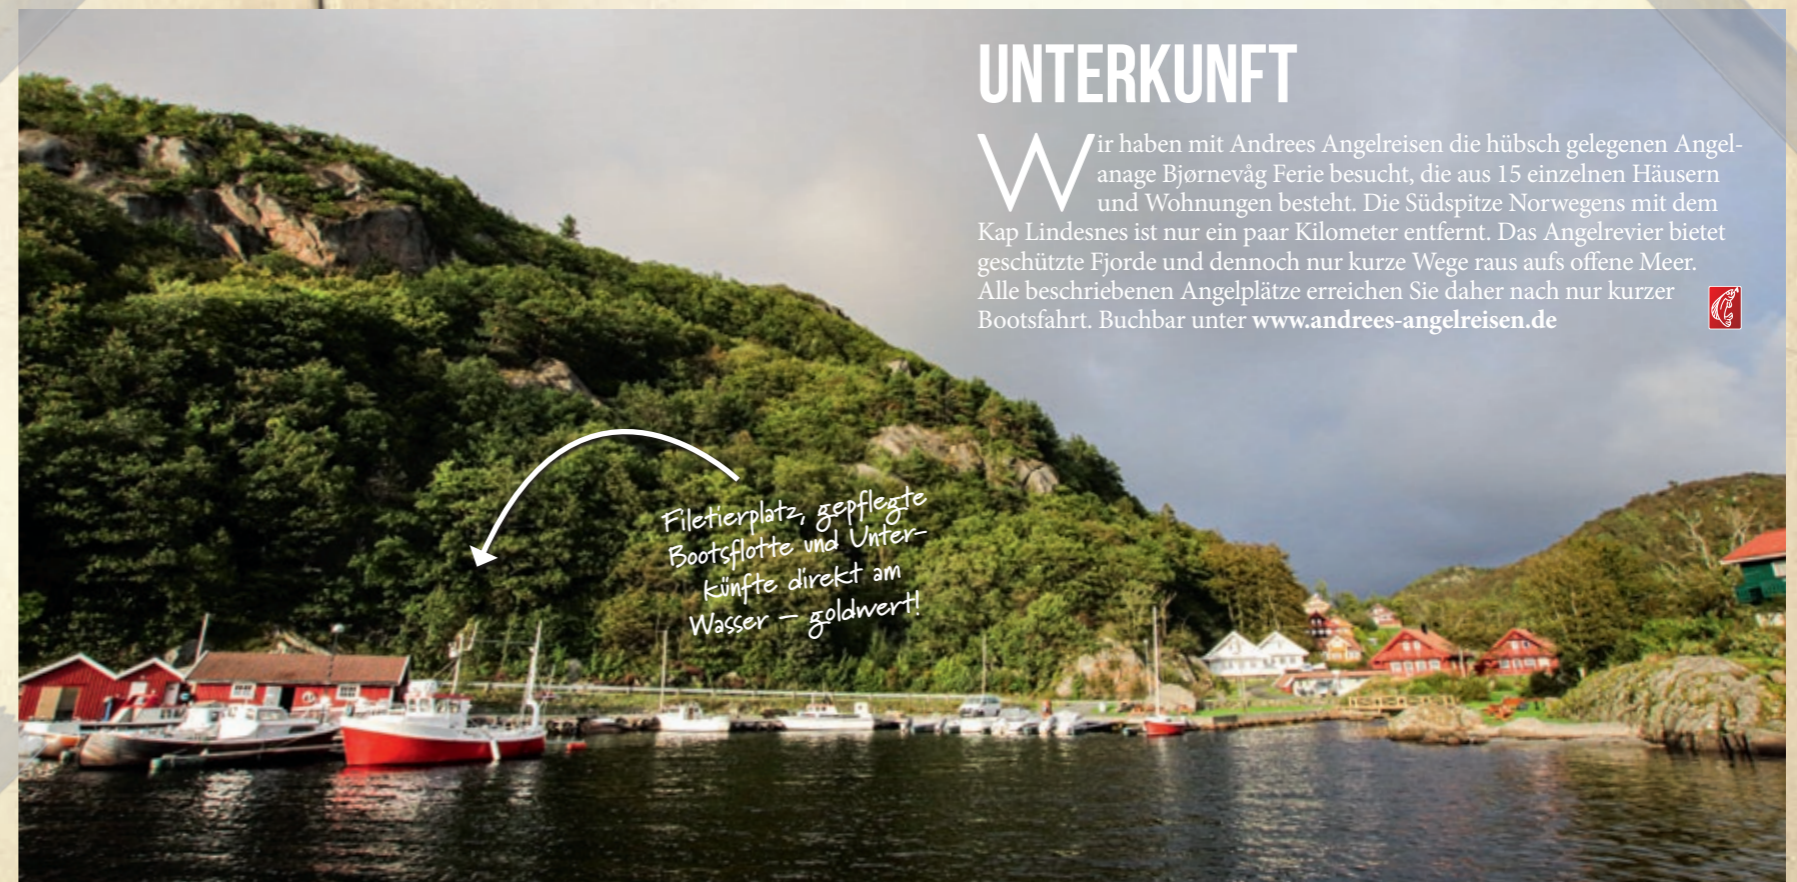 UNTERKUNFT
Wir haben mit Andrees Angelreisen die hübsch gelegenen Angel-
anage Bjørnevåg Ferie besucht, die aus 15 einzelnen Häusern
und Wohnungen besteht. Die Südspitze Norwegens mit dem
Kap Lindesnes ist nur ein paar Kilometer entfernt. Das Angelrevier bietet
geschützte Fjorde und dennoch nur kurze Wege raus aufs offene Meer.
Alle beschriebenen Angelplätze erreichen Sie daher nach nur kurzer
Bootsfahrt. Buchbar unter www.andrees-angelreisen.de
Filetierplatz, gepflegte
Bootsflotte und Unter-
künfte direkt am
Wasser – goldwert!